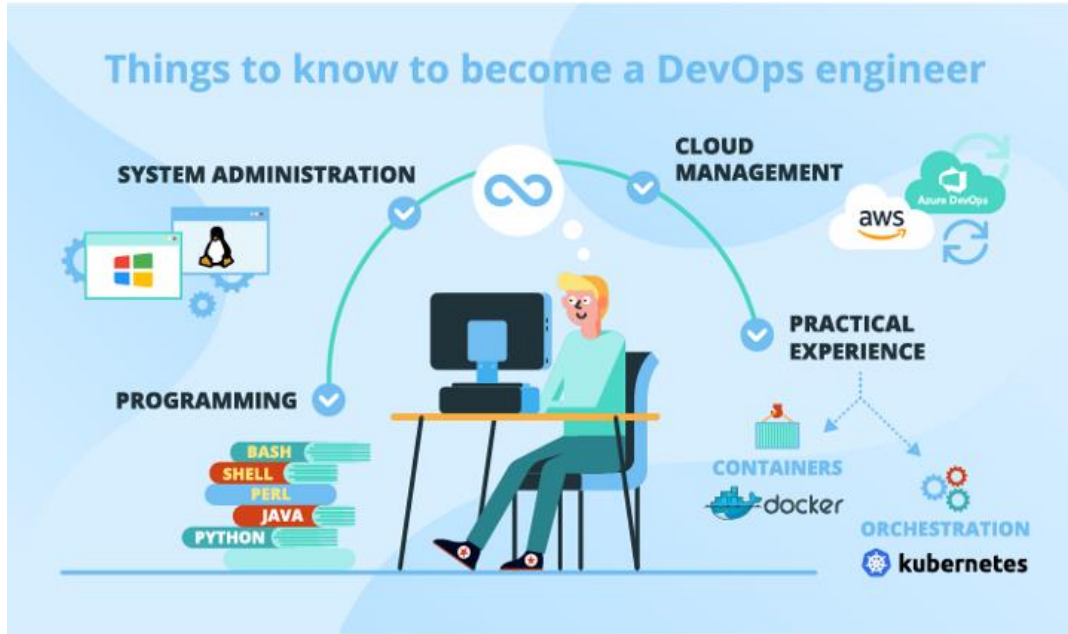 Things to know to become a DevOps engineer
SYSTEM ADMINISTRATION
CLOUD
MANAGEMENT
aws
Azure DevOps
PROGRAMMING
BASH
SHELL
PERL
JAVA
PYTHON
PRACTICAL
EXPERIENCE
CONTAINERS
docker
ORCHESTRATION
kubernetes